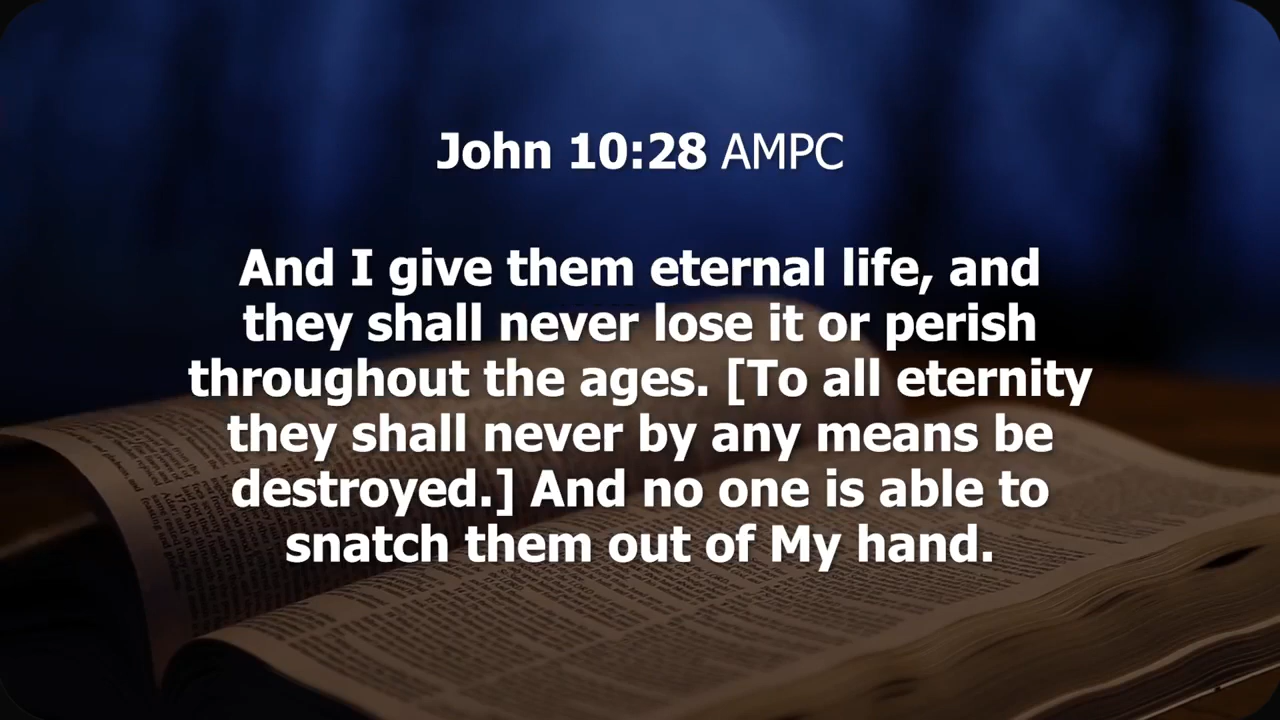 John 10:28 AMPC
And I give them eternal life, and
they shall never lose it or perish
throughout the ages. [To all eternity
they shall never by any means be
destroyed.] And no one is able to
snatch them out of My hand.